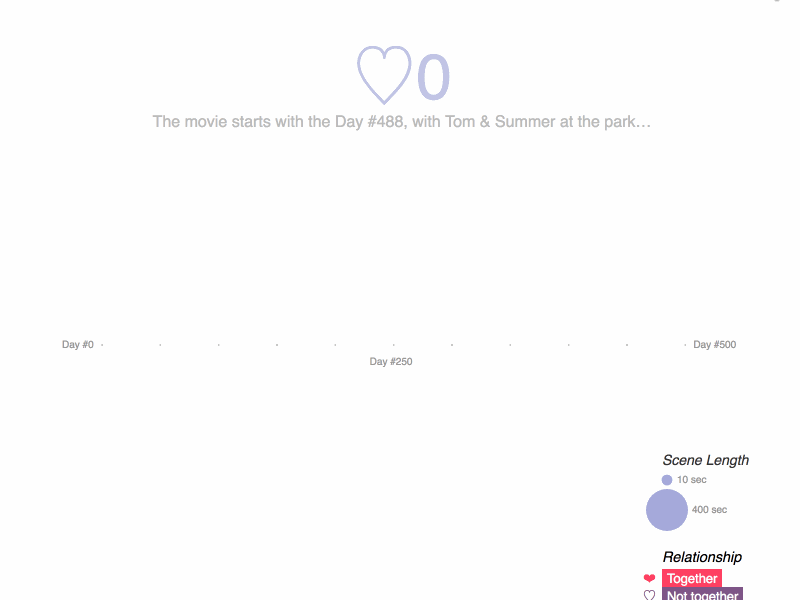 ♡0
The movie starts with the Day #488, with Tom & Summer at the park…
Day #0
Day #500
Day #250
Scene Length
10 sec
400 sec
Relationship
❤ Together
♡ Not together